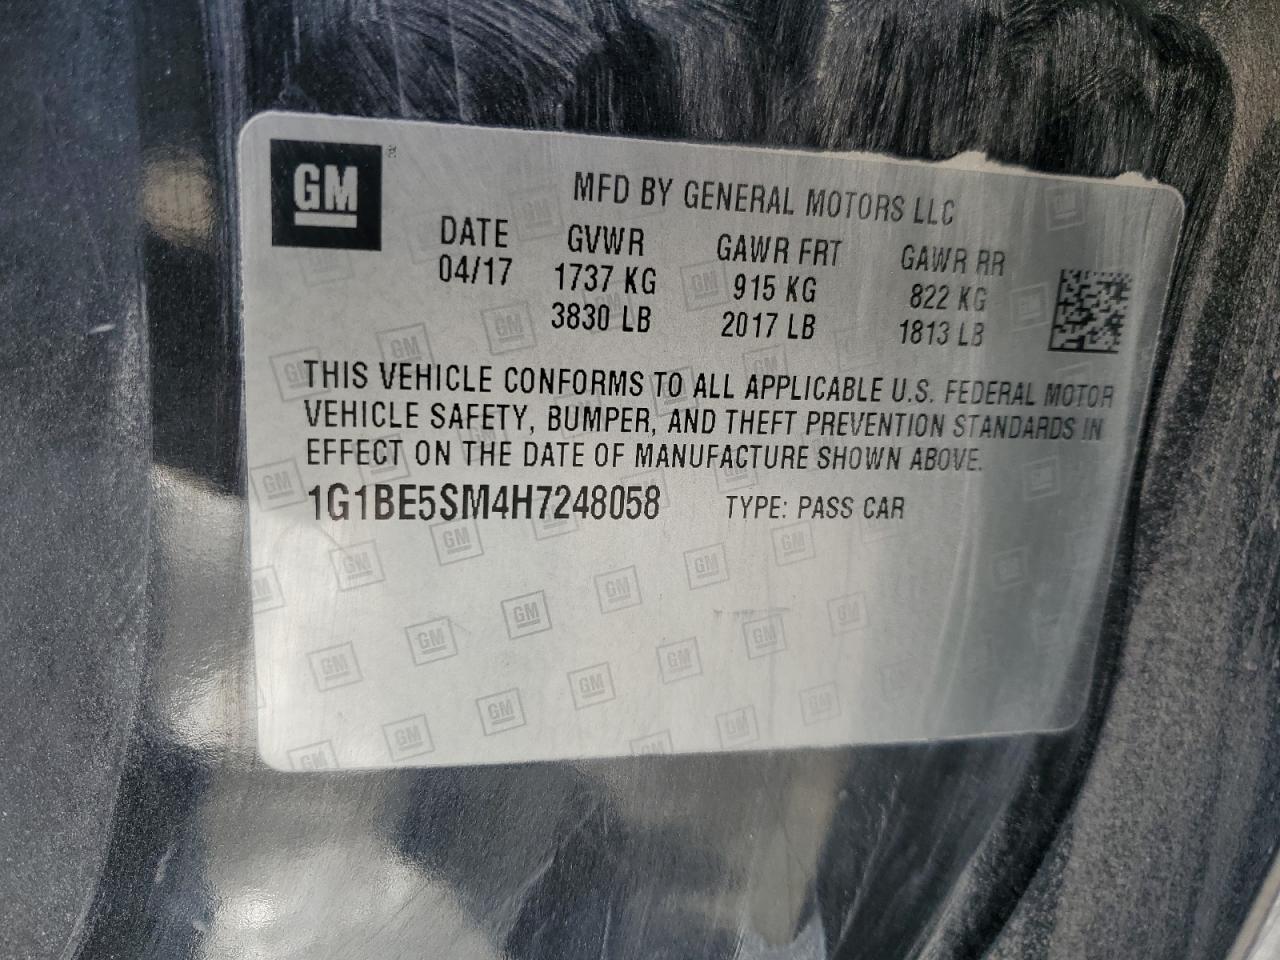 GM
MFD BY GENERAL MOTORS LLC
DATE GVWR GAWR FRT GAWR RR
04/17 1737 KG 915 KG 822 KG
3830 LB 2017 LB 1813 LB
THIS VEHICLE CONFORMS TO ALL APPLICABLE U.S. FEDERAL MOTOR
VEHICLE SAFETY, BUMPER, AND THEFT PREVENTION STANDARDS IN
EFFECT ON THE DATE OF MANUFACTURE SHOWN ABOVE.
1G1BE5SM4H7248058 TYPE: PASS CAR